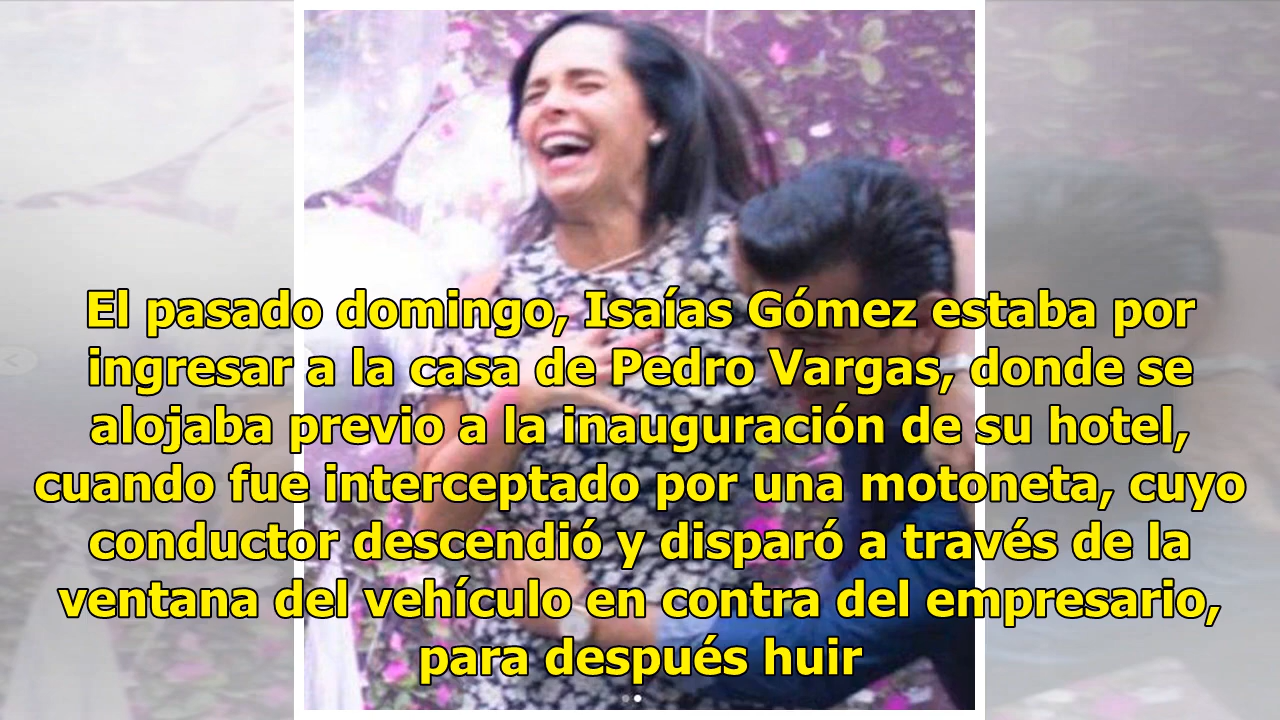 El pasado domingo, Isaías Gómez estaba por
ingresar a la casa de Pedro Vargas, donde se
alojaba previo a la inauguración de su hotel,
cuando fue interceptado por una motoneta, cuyo
conductor descendió y disparó a través de la
ventana del vehículo en contra del empresario,
para después huir